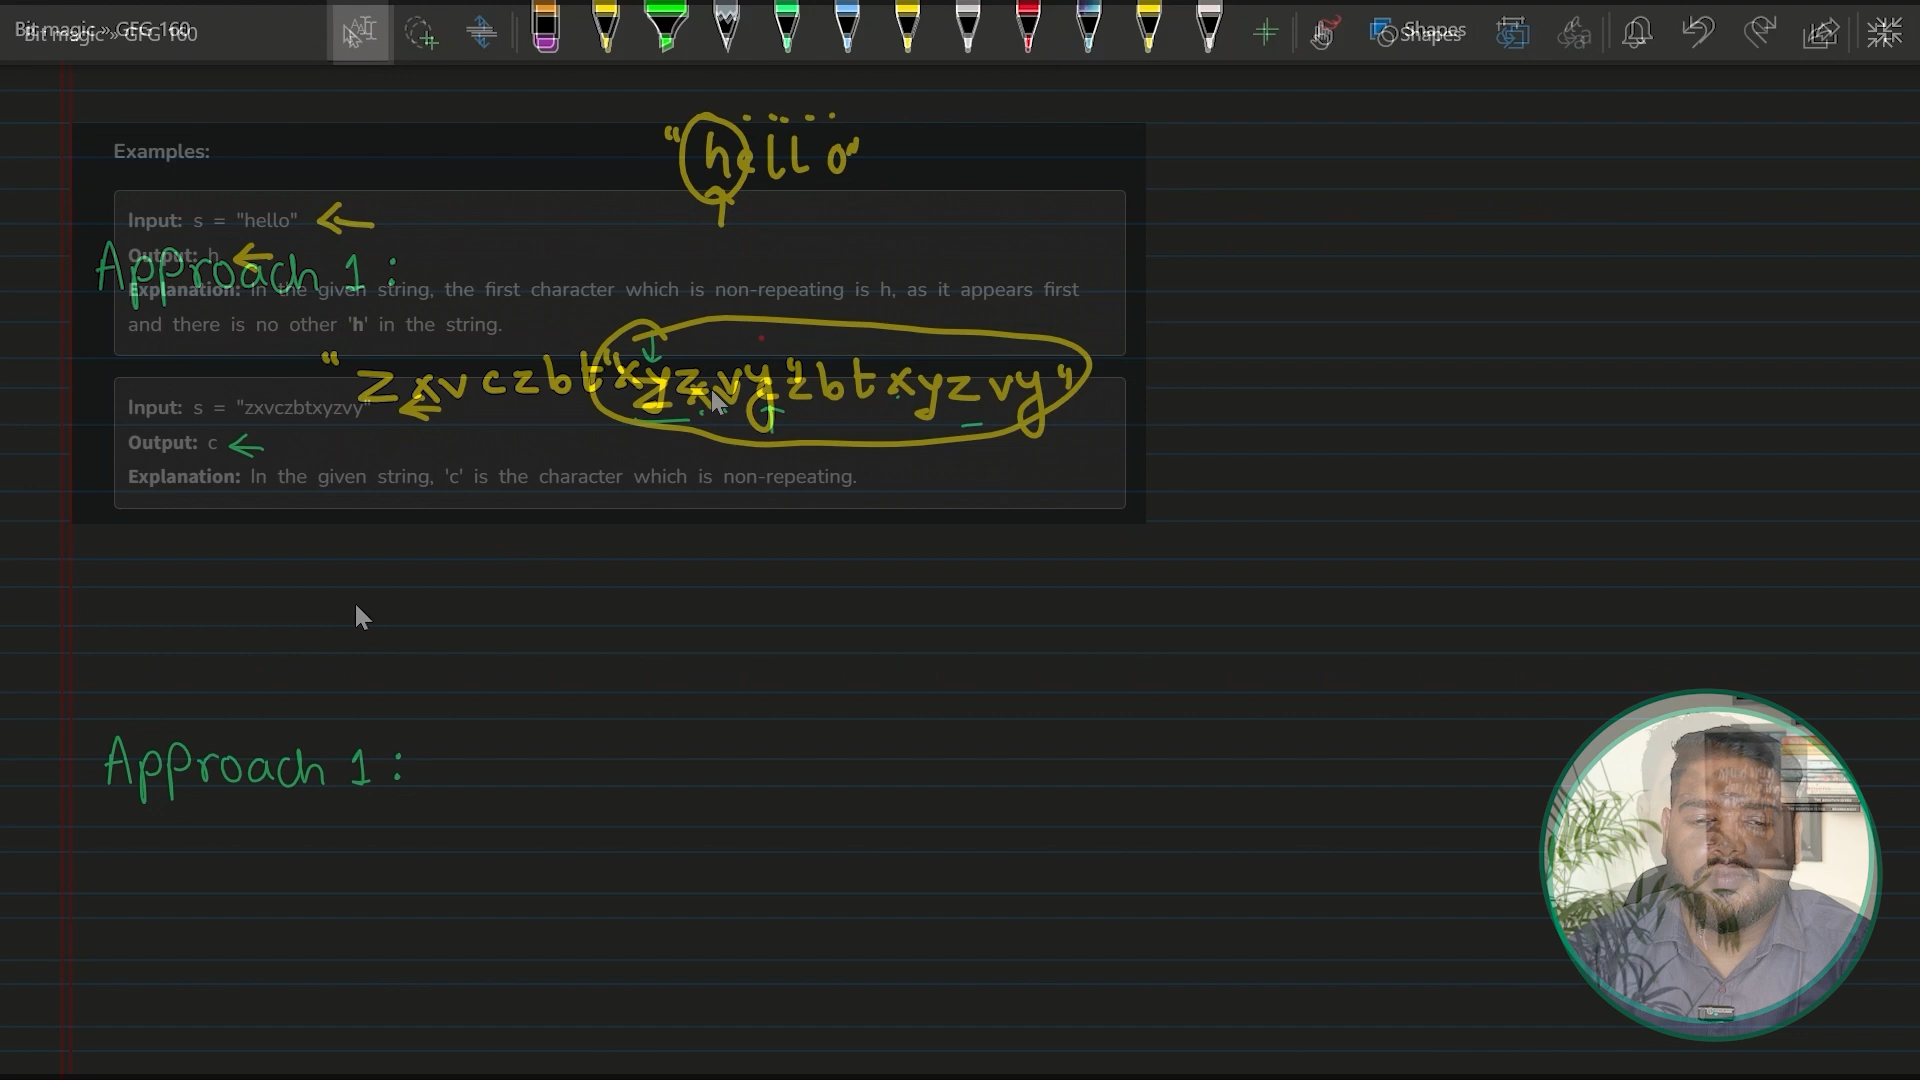 Bit magic » GFG 160
Shapes
Examples:
"hello"
Input: s = "hello"
Output: h
Approach 1 :
Explanation: In the given string, the first character which is non-repeating is h, as it appears first
and there is no other 'h' in the string.
"zxvczbt
zbtxyzvy"
Input: s = "zxvczbtxyzvy"
Output: c
Explanation: In the given string, 'c' is the character which is non-repeating.
Approach 1 :